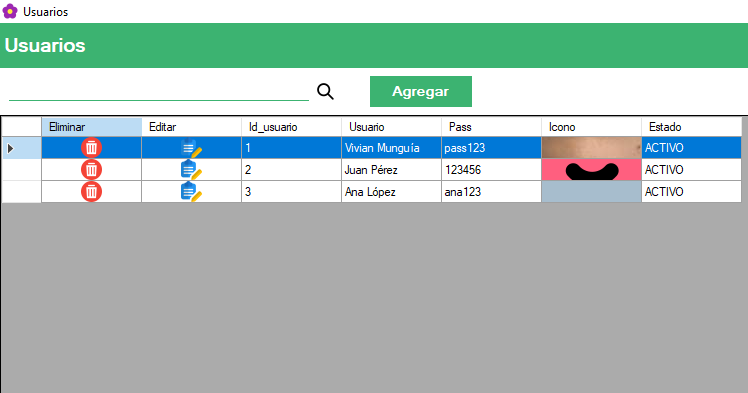 Usuarios
Usuarios
Agregar
Eliminar Editar Id_usuario Usuario Pass Icono Estado
1 Vivian Munguía pass123 ACTIVO
2 Juan Pérez 123456 ACTIVO
3 Ana López ana123 ACTIVO